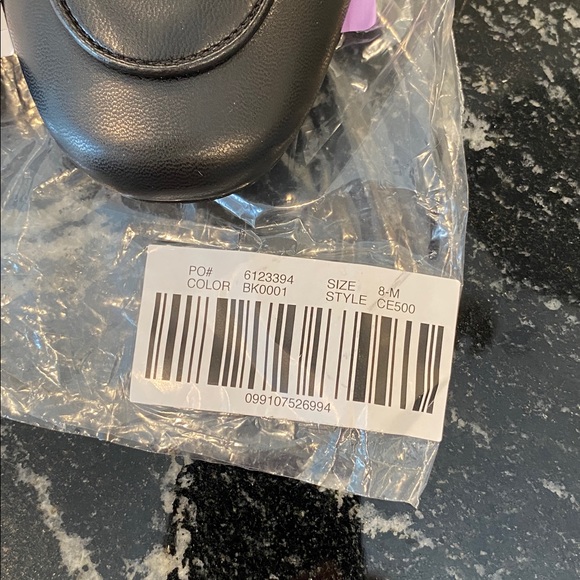 PO# 6123394 SIZE 8-M
COLOR BK0001 STYLE CE500
099107526994